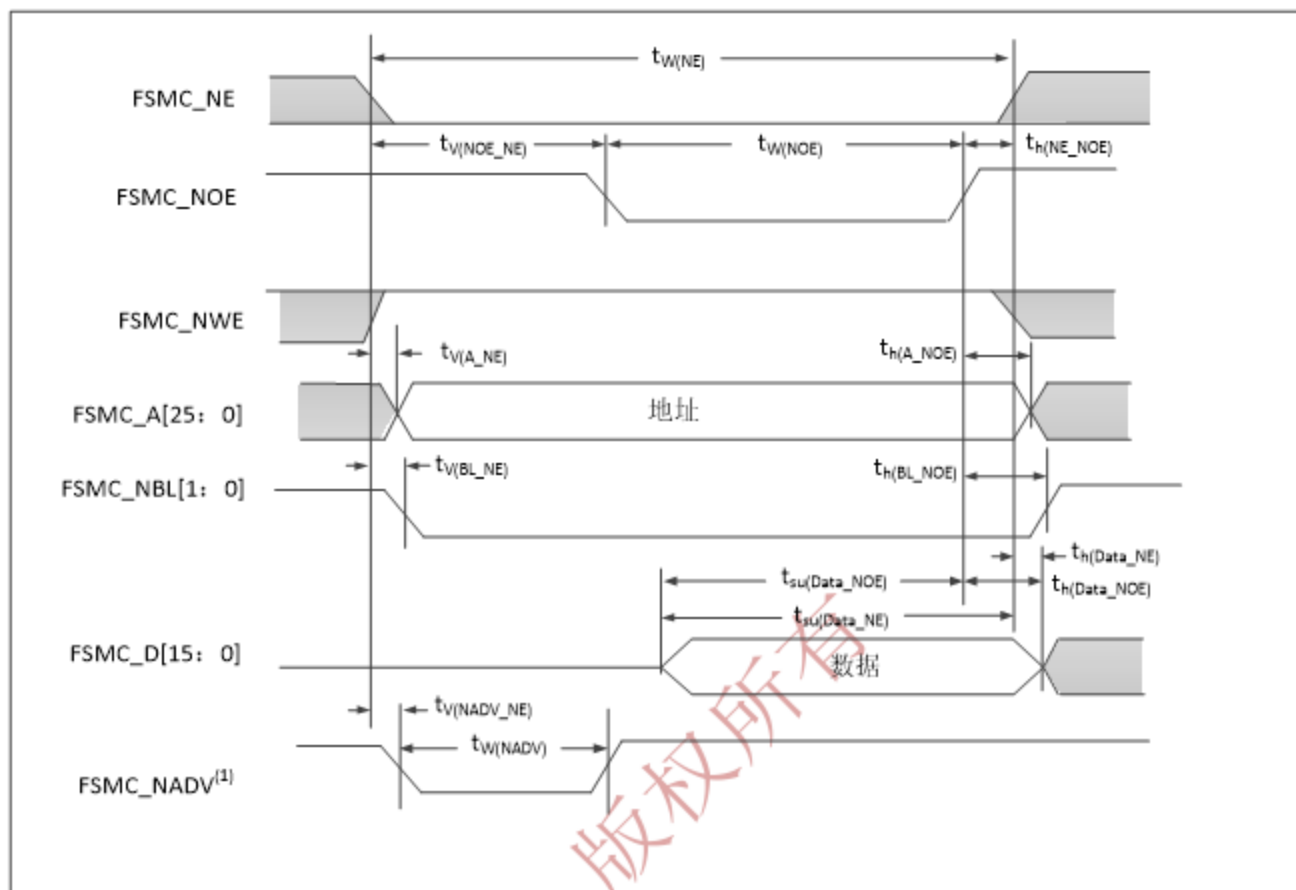 tW(NE)
FSMC_NE
tV(NOE_NE) tW(NOE) th(NE_NOE)
FSMC_NOE
FSMC_NWE
tV(A_NE) th(A_NOE)
FSMC_A[25：0] 地址
tV(BL_NE) th(BL_NOE)
FSMC_NBL[1：0]
th(Data_NE)
tsu(Data_NOE) th(Data_NOE)
tsu(Data_NE)
FSMC_D[15：0] 数据
tV(NADV_NE)
tW(NADV)
FSMC_NADV(1)
版权所有